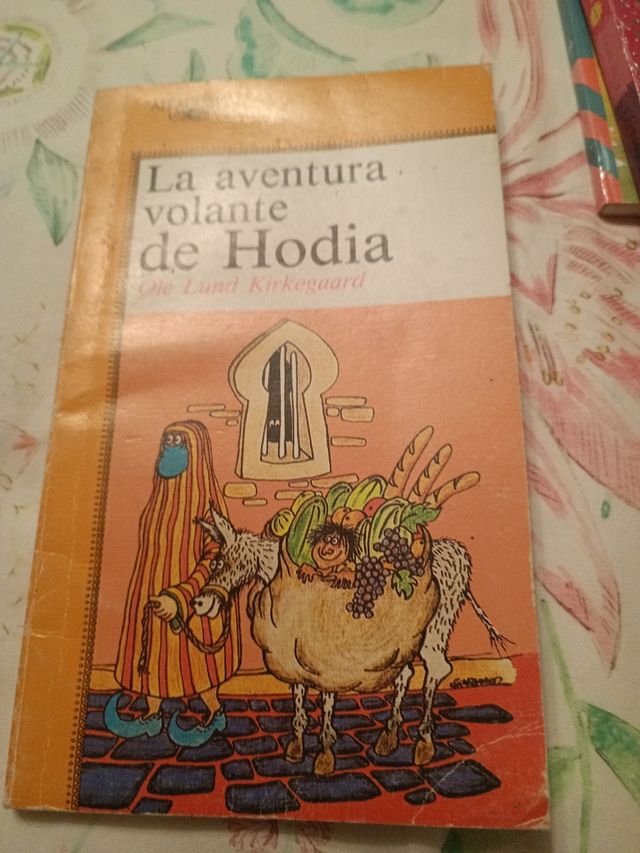 La aventura
volante
de Hodia
Ole Lund Kirkegaard